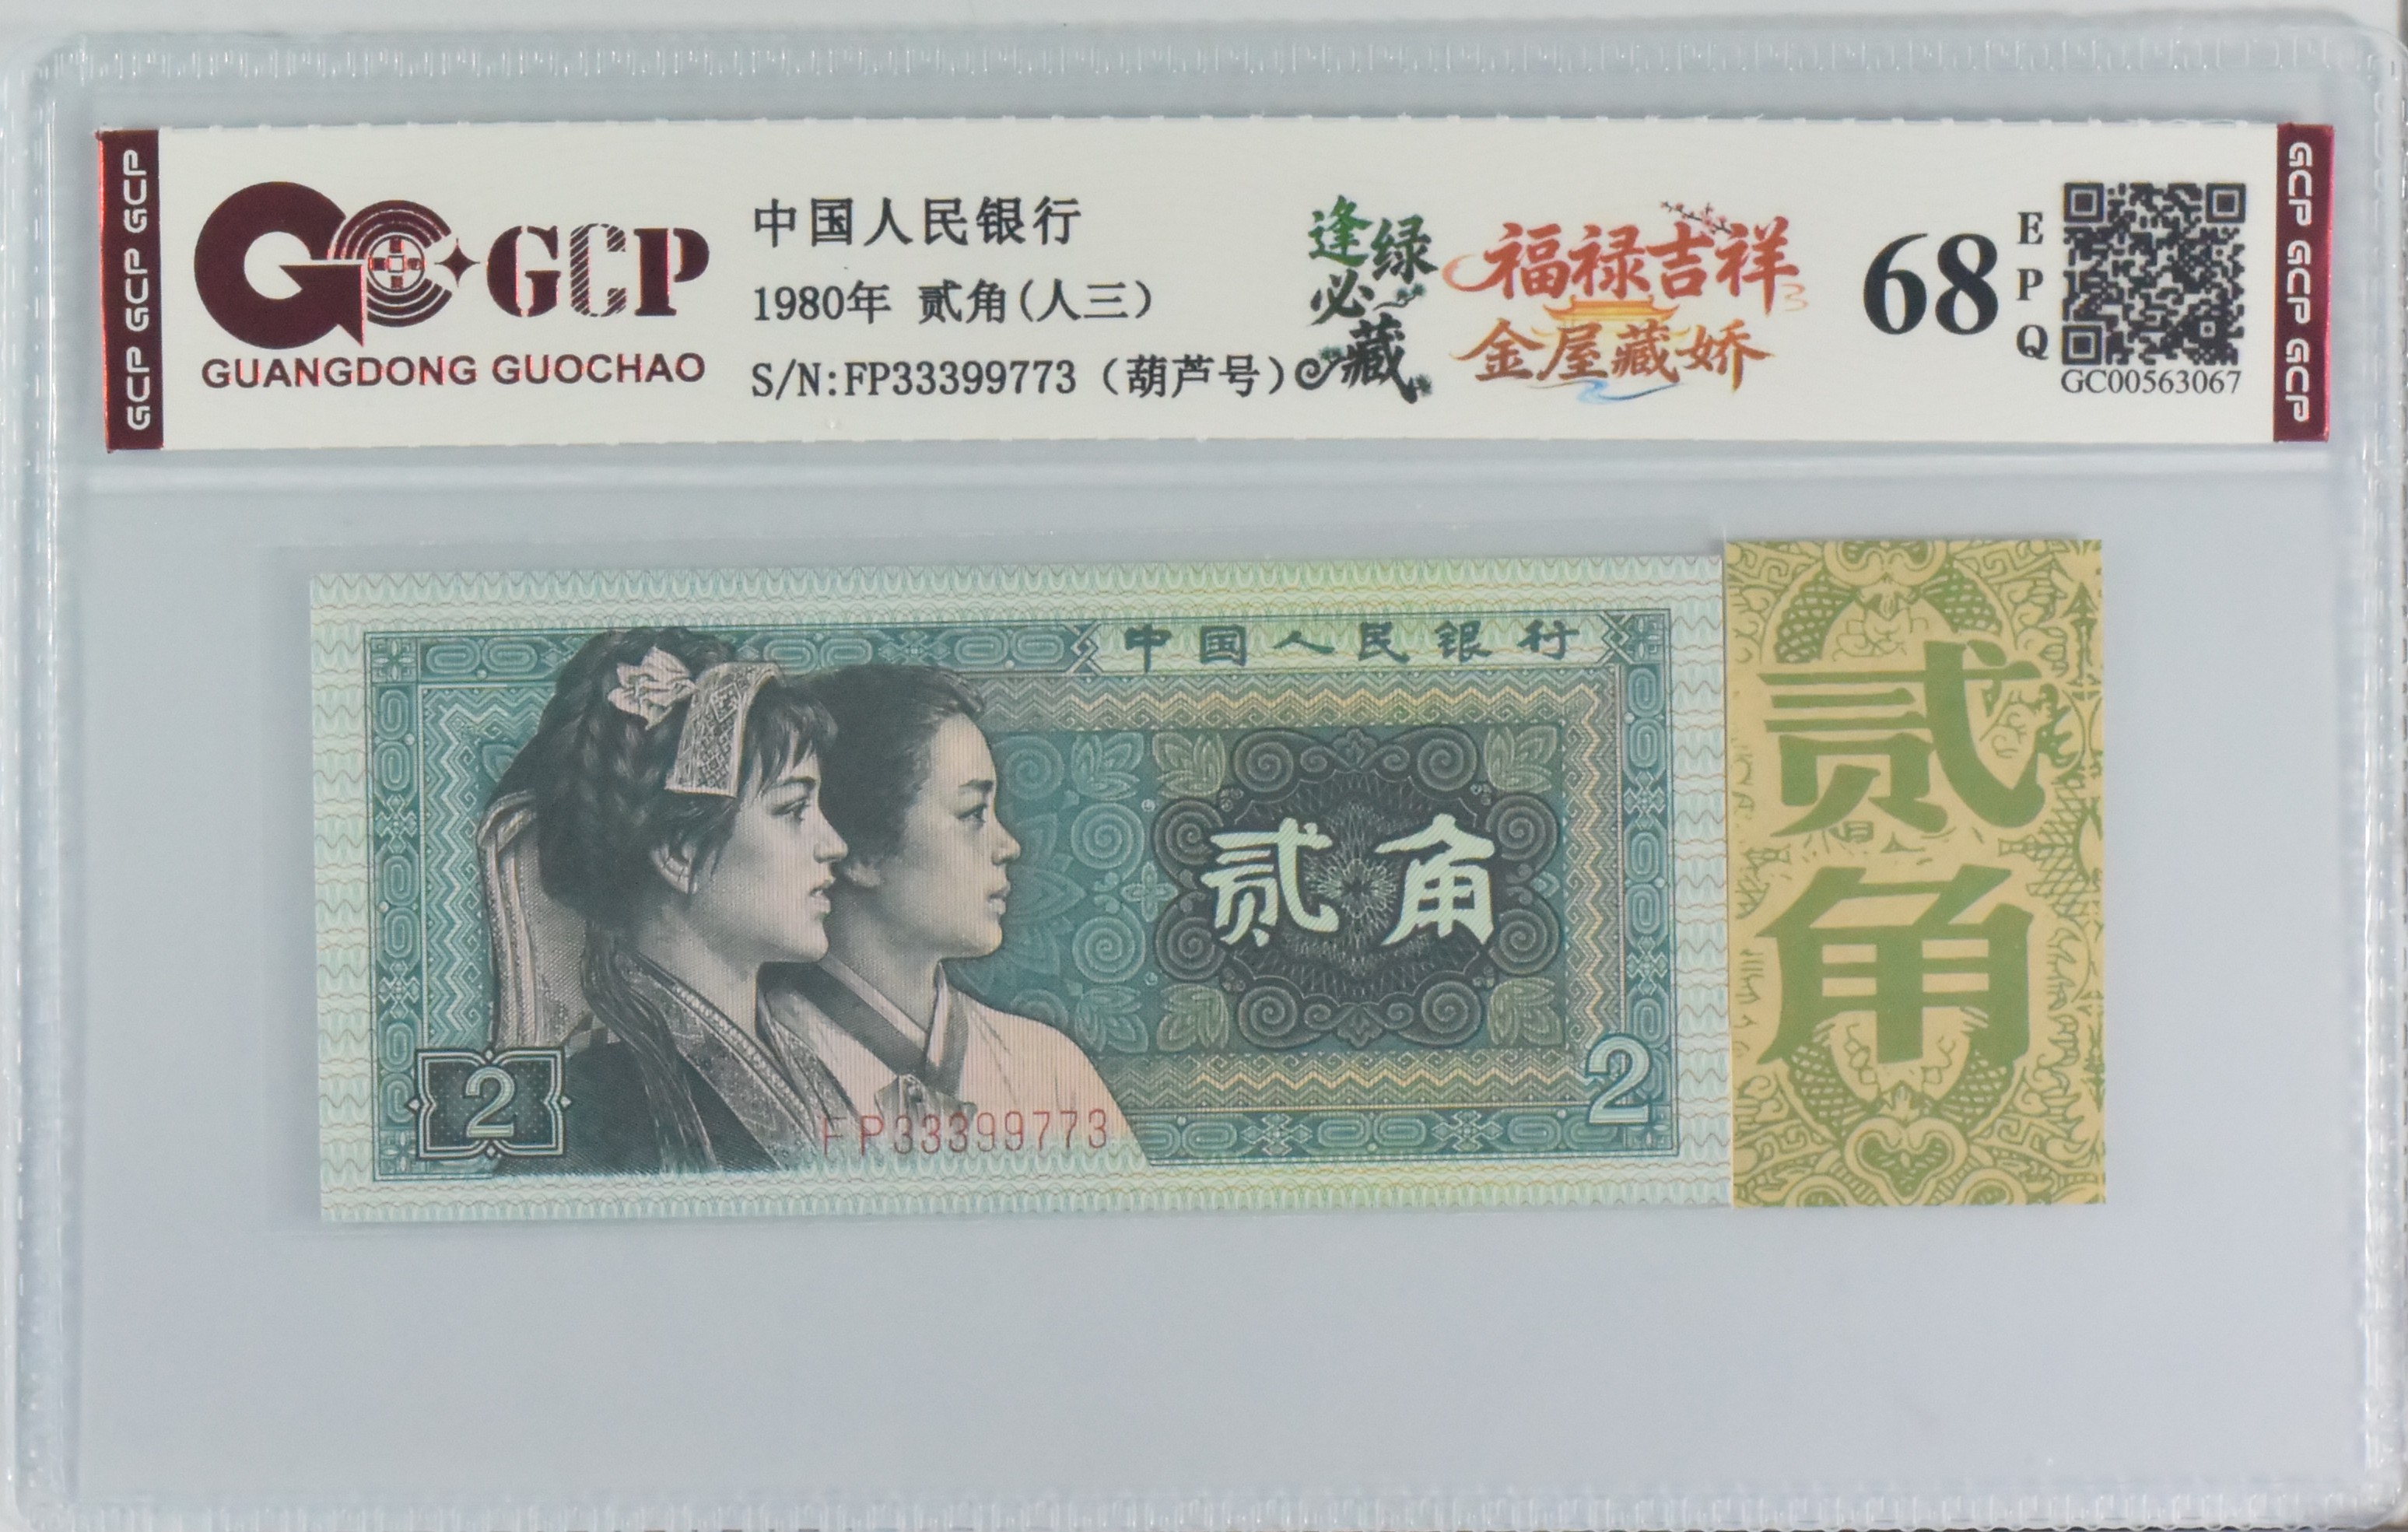 GCP GCP GCP
GCP
GUANGDONG GUOCHAO
中国人民银行
1980年 贰角(人三)
S/N:FP33399773（葫芦号）
逢绿
必藏
福禄吉祥
金屋藏娇
68
EPQ
GC00563067
GCP GCP GCP
中国人民银行
贰角
2
2
FP33399773
贰角